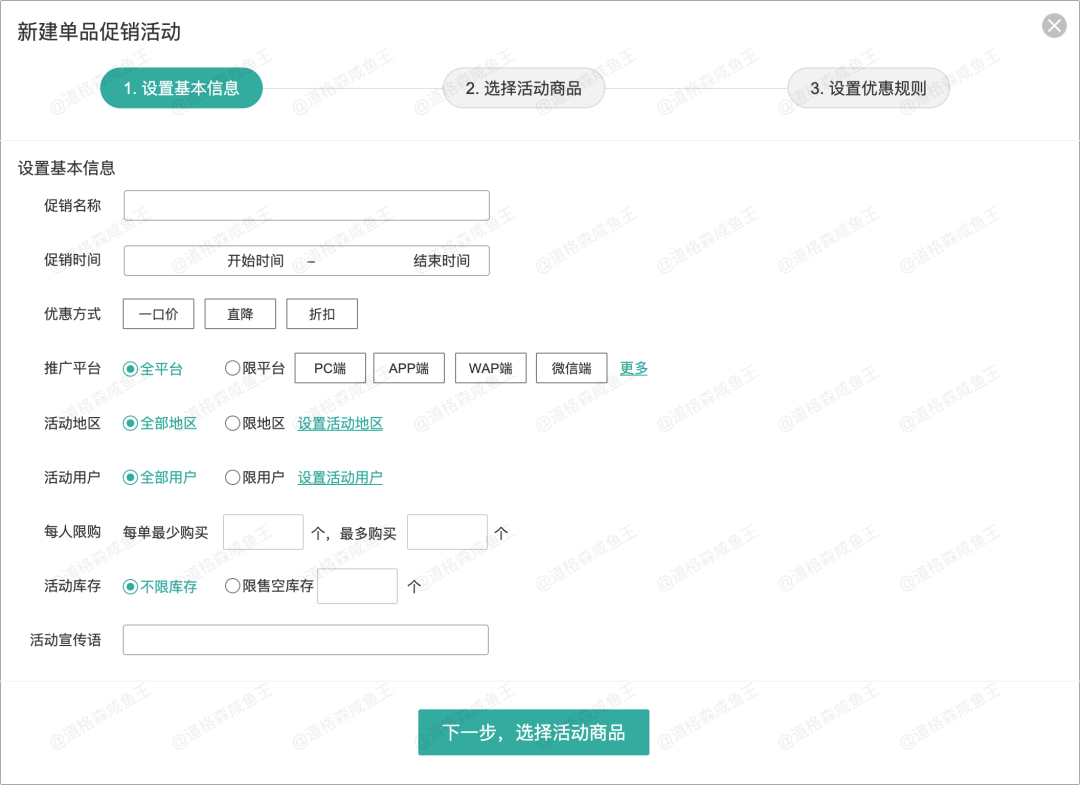 新建单品促销活动
1. 设置基本信息
2. 选择活动商品
3. 设置优惠规则
设置基本信息
促销名称
促销时间 开始时间 – 结束时间
优惠方式 一口价 直降 折扣
推广平台 全平台 限平台 PC端 APP端 WAP端 微信端 更多
活动地区 全部地区 限地区 设置活动地区
活动用户 全部用户 限用户 设置活动用户
每人限购 每单最少购买 个，最多购买 个
活动库存 不限库存 限售空库存 个
活动宣传语
下一步，选择活动商品
@道格森咸鱼王